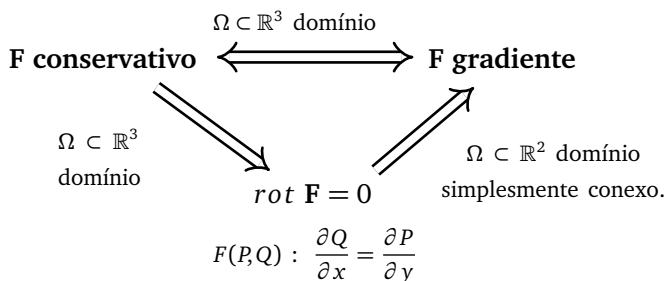 Ω ⊂ ℝ³ domínio
F conservativo
F gradiente
Ω ⊂ ℝ³
domínio
Ω ⊂ ℝ² domínio
simplesmente conexo.
rot F = 0
F(P,Q) : ∂Q/∂x = ∂P/∂y